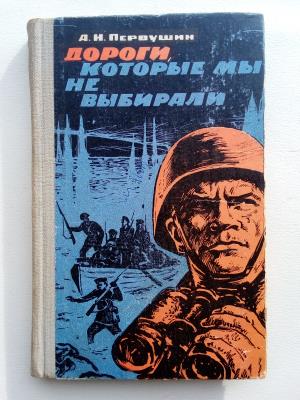 А. Н. Первушин
ДОРОГИ,
КОТОРЫЕ МЫ
НЕ
ВЫБИРАЛИ